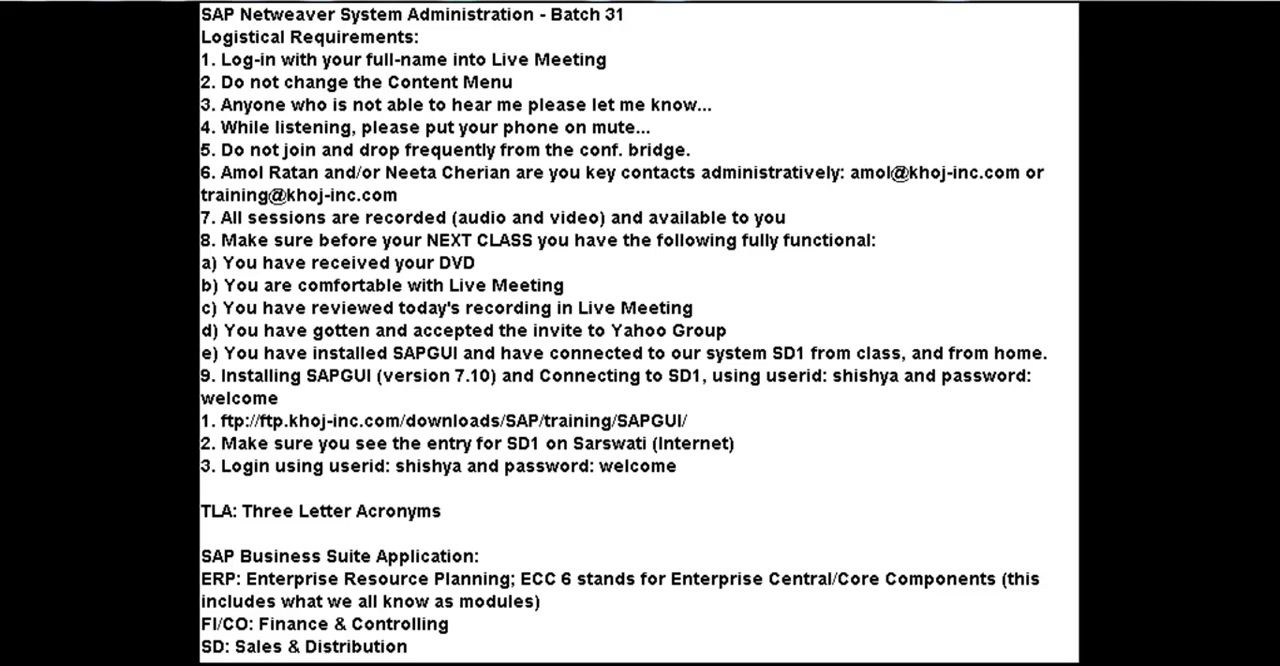 SAP Netweaver System Administration - Batch 31
Logistical Requirements:
1. Log-in with your full-name into Live Meeting
2. Do not change the Content Menu
3. Anyone who is not able to hear me please let me know...
4. While listening, please put your phone on mute...
5. Do not join and drop frequently from the conf. bridge.
6. Amol Ratan and/or Neeta Cherian are you key contacts administratively: amol@khoj-inc.com or
training@khoj-inc.com
7. All sessions are recorded (audio and video) and available to you
8. Make sure before your NEXT CLASS you have the following fully functional:
a) You have received your DVD
b) You are comfortable with Live Meeting
c) You have reviewed today's recording in Live Meeting
d) You have gotten and accepted the invite to Yahoo Group
e) You have installed SAPGUI and have connected to our system SD1 from class, and from home.
9. Installing SAPGUI (version 7.10) and Connecting to SD1, using userid: shishya and password:
welcome
1. ftp://ftp.khoj-inc.com/downloads/SAP/training/SAPGUI/
2. Make sure you see the entry for SD1 on Sarswati (Internet)
3. Login using userid: shishya and password: welcome
TLA: Three Letter Acronyms
SAP Business Suite Application:
ERP: Enterprise Resource Planning; ECC 6 stands for Enterprise Central/Core Components (this
includes what we all know as modules)
FI/CO: Finance & Controlling
SD: Sales & Distribution